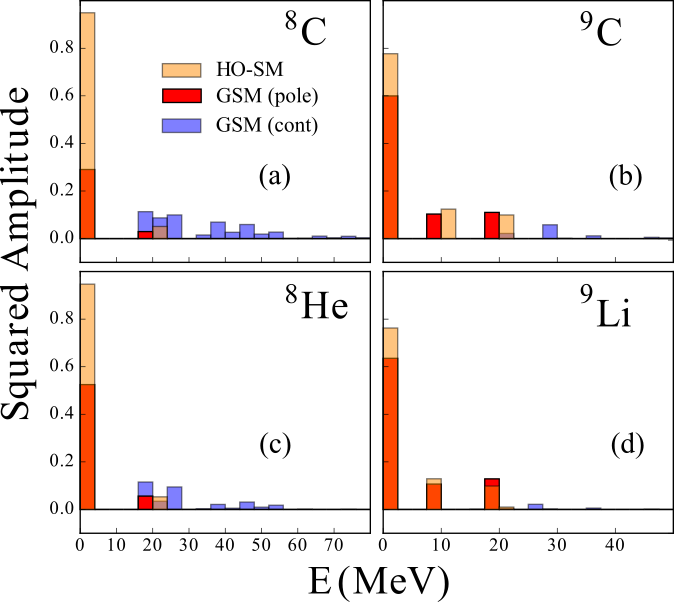 Squared Amplitude
⁸C
HO-SM
GSM (pole)
GSM (cont)
(a)
0.8
0.6
0.4
0.2
0.0
⁹C
(b)
⁸He
(c)
0.8
0.6
0.4
0.2
0.0
0 10 20 30 40 50 60 70
⁹Li
(d)
0 10 20 30 40
E (MeV)